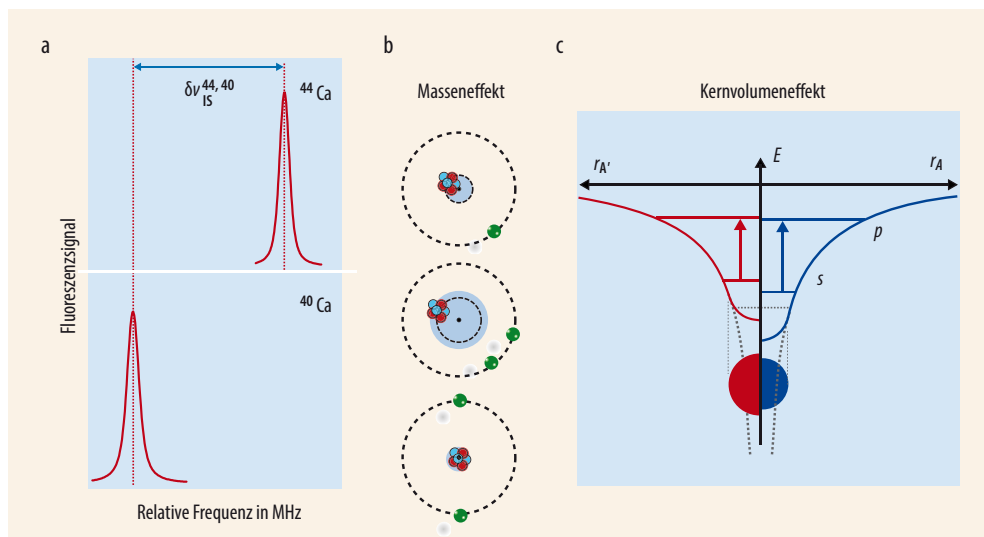 a
δν 44, 40 IS
44 Ca
40 Ca
Fluoreszenzsignal
Relative Frequenz in MHz
b
Masseneffekt
c
Kernvolumeneffekt
r A'
E
r A
p
s